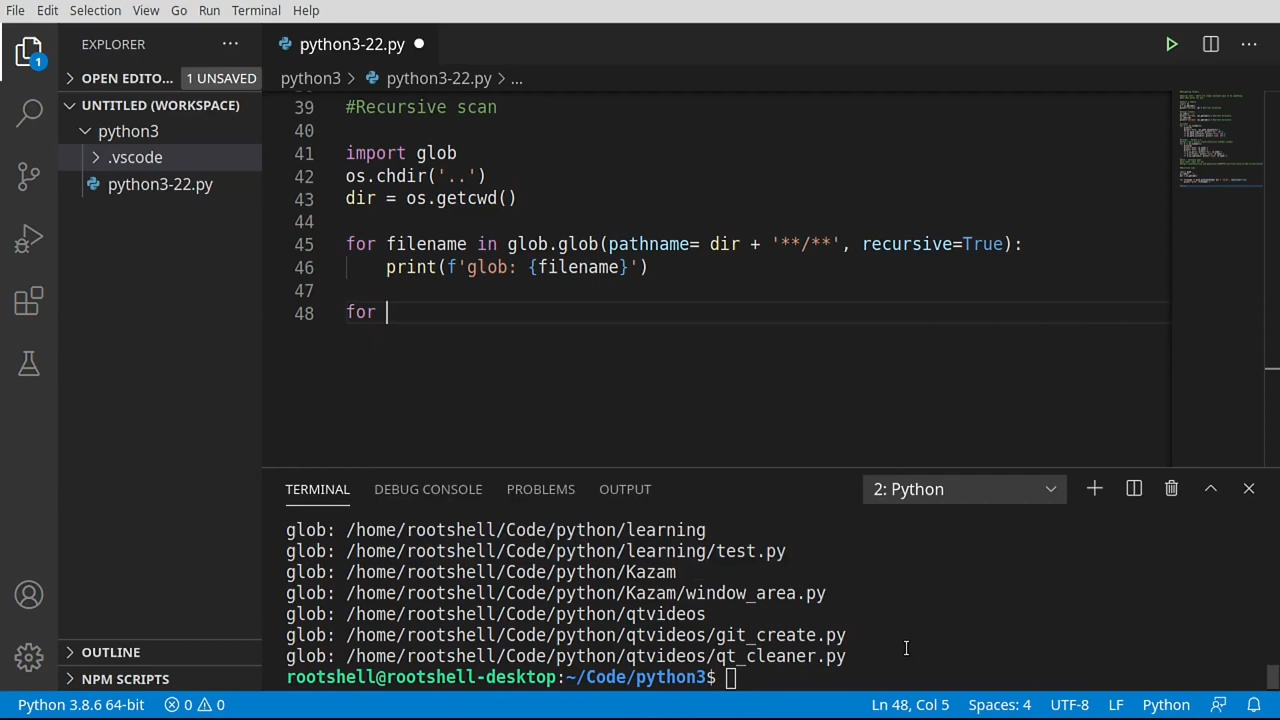 File Edit Selection View Go Run Terminal Help
EXPLORER
python3-22.py
1
OPEN EDITO... 1 UNSAVED
python3 > python3-22.py > ...
UNTITLED (WORKSPACE)
python3
.vscode
python3-22.py
39 #Recursive scan
40
41 import glob
42 os.chdir('..')
43 dir = os.getcwd()
44
45 for filename in glob.glob(pathname= dir + '**/**', recursive=True):
46 print(f'glob: {filename}')
47
48 for
TERMINAL DEBUG CONSOLE PROBLEMS OUTPUT 2: Python
glob: /home/rootshell/Code/python/learning
glob: /home/rootshell/Code/python/learning/test.py
glob: /home/rootshell/Code/python/Kazam
glob: /home/rootshell/Code/python/Kazam/window_area.py
glob: /home/rootshell/Code/python/qtvideos
glob: /home/rootshell/Code/python/qtvideos/git_create.py
glob: /home/rootshell/Code/python/qtvideos/qt_cleaner.py
rootshell@rootshell-desktop:~/Code/python3$
OUTLINE
NPM SCRIPTS
Python 3.8.6 64-bit 0 0 Ln 48, Col 5 Spaces: 4 UTF-8 LF Python